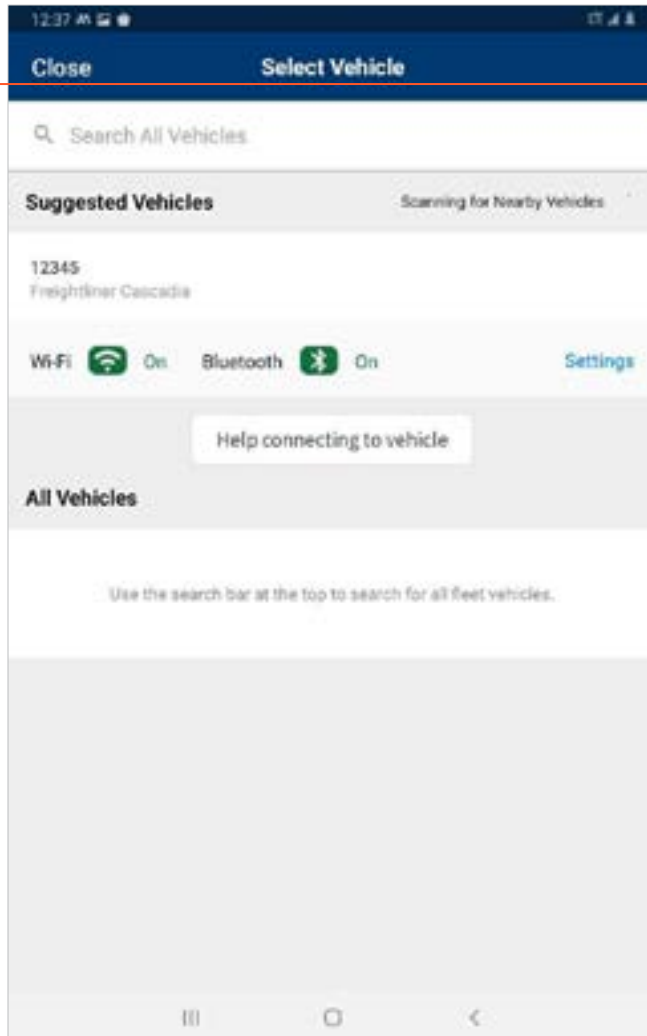 12:37
Close Select Vehicle
Search All Vehicles
Suggested Vehicles Scanning for Nearby Vehicles
12345
Freightliner Cascadia
Wi-Fi On Bluetooth On Settings
Help connecting to vehicle
All Vehicles
Use the search bar at the top to search for all fleet vehicles.